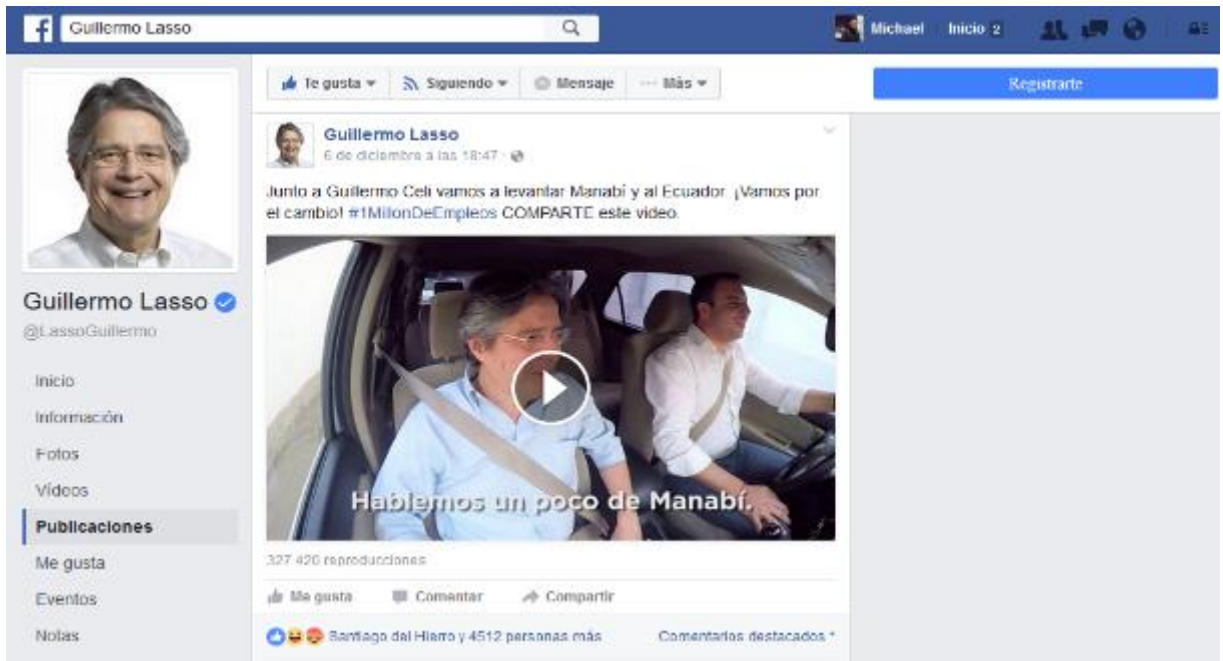 f Guillermo Lasso
Michael Inicio 2
Te gusta Siguiendo Mensaje Más
Registrarte
Guillermo Lasso
@LassoGuillermo
Inicio
Información
Fotos
Vídeos
Publicaciones
Me gusta
Eventos
Notas
Guillermo Lasso
6 de diciembre a las 18:47
Junto a Guillermo Celi vamos a levantar Manabí y al Ecuador. ¡Vamos por
el cambio! #1MillonDeEmpleos COMPARTE este video.
Hablemos un poco de Manabí.
327 420 reproducciones
Me gusta Comentar Compartir
Santiago del Hierro y 4512 personas más Comentarios destacados